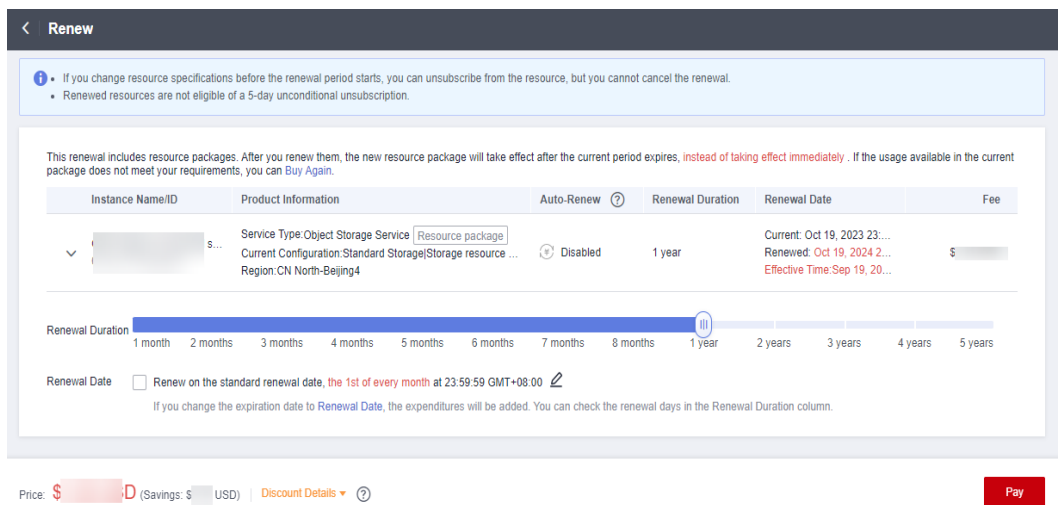 Renew
If you change resource specifications before the renewal period starts, you can unsubscribe from the resource, but you cannot cancel the renewal.
Renewed resources are not eligible of a 5-day unconditional unsubscription.
This renewal includes resource packages. After you renew them, the new resource package will take effect after the current period expires, instead of taking effect immediately . If the usage available in the current
package does not meet your requirements, you can Buy Again.
Instance Name/ID Product Information Auto-Renew ? Renewal Duration Renewal Date Fee
s... Service Type:Object Storage Service Resource package Current: Oct 19, 2023 23:...
Current Configuration:Standard Storage|Storage resource ... Disabled 1 year Renewed: Oct 19, 2024 2... $
Region:CN North-Beijing4 Effective Time:Sep 19, 20...
Renewal Duration
1 month 2 months 3 months 4 months 5 months 6 months 7 months 8 months 1 year 2 years 3 years 4 years 5 years
Renewal Date Renew on the standard renewal date, the 1st of every month at 23:59:59 GMT+08:00
If you change the expiration date to Renewal Date, the expenditures will be added. You can check the renewal days in the Renewal Duration column.
Price: $ D (Savings: $ USD) Discount Details ? Pay